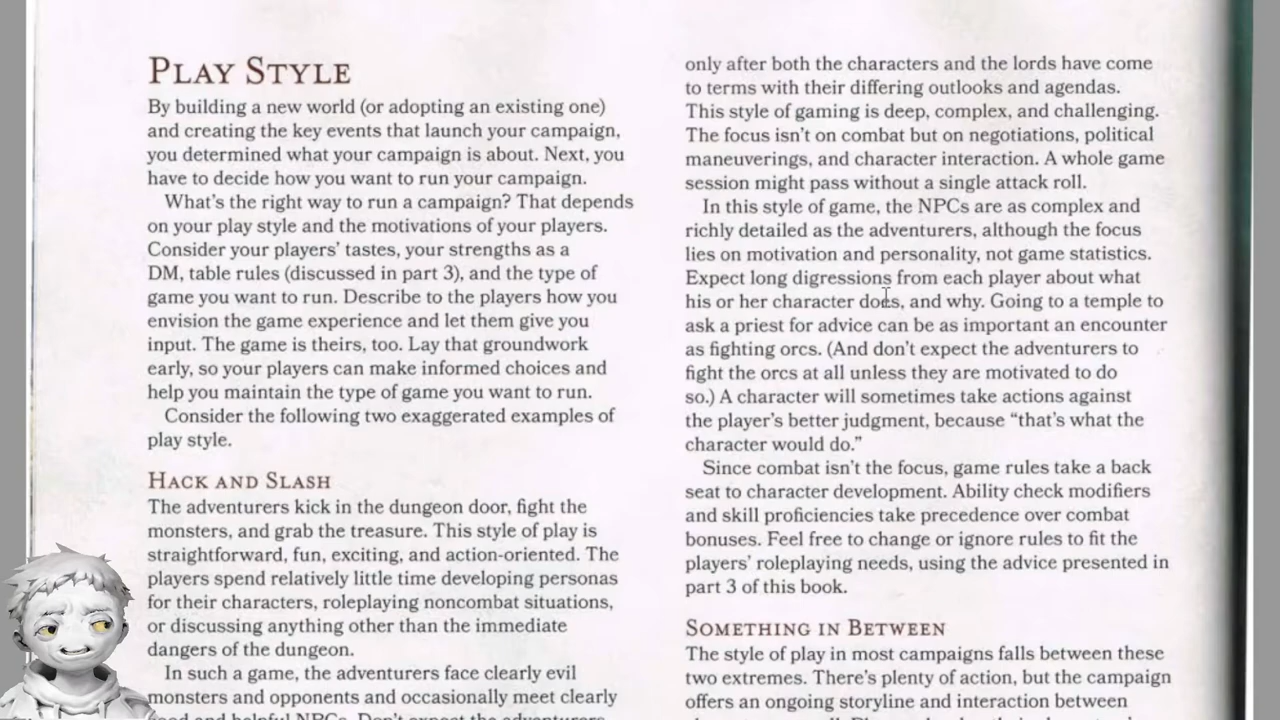 PLAY STYLE
By building a new world (or adopting an existing one)
and creating the key events that launch your campaign,
you determined what your campaign is about. Next, you
have to decide how you want to run your campaign.
What's the right way to run a campaign? That depends
on your play style and the motivations of your players.
Consider your players' tastes, your strengths as a
DM, table rules (discussed in part 3), and the type of
game you want to run. Describe to the players how you
envision the game experience and let them give you
input. The game is theirs, too. Lay that groundwork
early, so your players can make informed choices and
help you maintain the type of game you want to run.
Consider the following two exaggerated examples of
play style.
HACK AND SLASH
The adventurers kick in the dungeon door, fight the
monsters, and grab the treasure. This style of play is
straightforward, fun, exciting, and action-oriented. The
players spend relatively little time developing personas
for their characters, roleplaying noncombat situations,
or discussing anything other than the immediate
dangers of the dungeon.
In such a game, the adventurers face clearly evil
monsters and opponents and occasionally meet clearly
and helpful NPCs. Don't expect the adventurers
only after both the characters and the lords have come
to terms with their differing outlooks and agendas.
This style of gaming is deep, complex, and challenging.
The focus isn't on combat but on negotiations, political
maneuverings, and character interaction. A whole game
session might pass without a single attack roll.
In this style of game, the NPCs are as complex and
richly detailed as the adventurers, although the focus
lies on motivation and personality, not game statistics.
Expect long digressions from each player about what
his or her character does, and why. Going to a temple to
ask a priest for advice can be as important an encounter
as fighting orcs. (And don't expect the adventurers to
fight the orcs at all unless they are motivated to do
so.) A character will sometimes take actions against
the player's better judgment, because “that's what the
character would do.”
Since combat isn't the focus, game rules take a back
seat to character development. Ability check modifiers
and skill proficiencies take precedence over combat
bonuses. Feel free to change or ignore rules to fit the
players' roleplaying needs, using the advice presented in
part 3 of this book.
SOMETHING IN BETWEEN
The style of play in most campaigns falls between these
two extremes. There's plenty of action, but the campaign
offers an ongoing storyline and interaction between